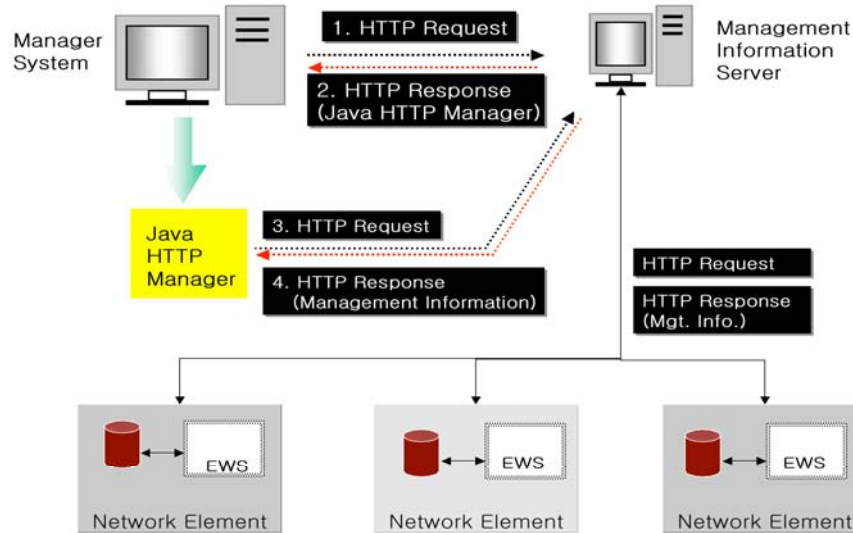 Manager
System
1. HTTP Request
2. HTTP Response
(Java HTTP Manager)
Management
Information
Server
Java
HTTP
Manager
3. HTTP Request
4. HTTP Response
(Management Information)
HTTP Request
HTTP Response
(Mgt. Info.)
EWS
Network Element
EWS
Network Element
EWS
Network Element